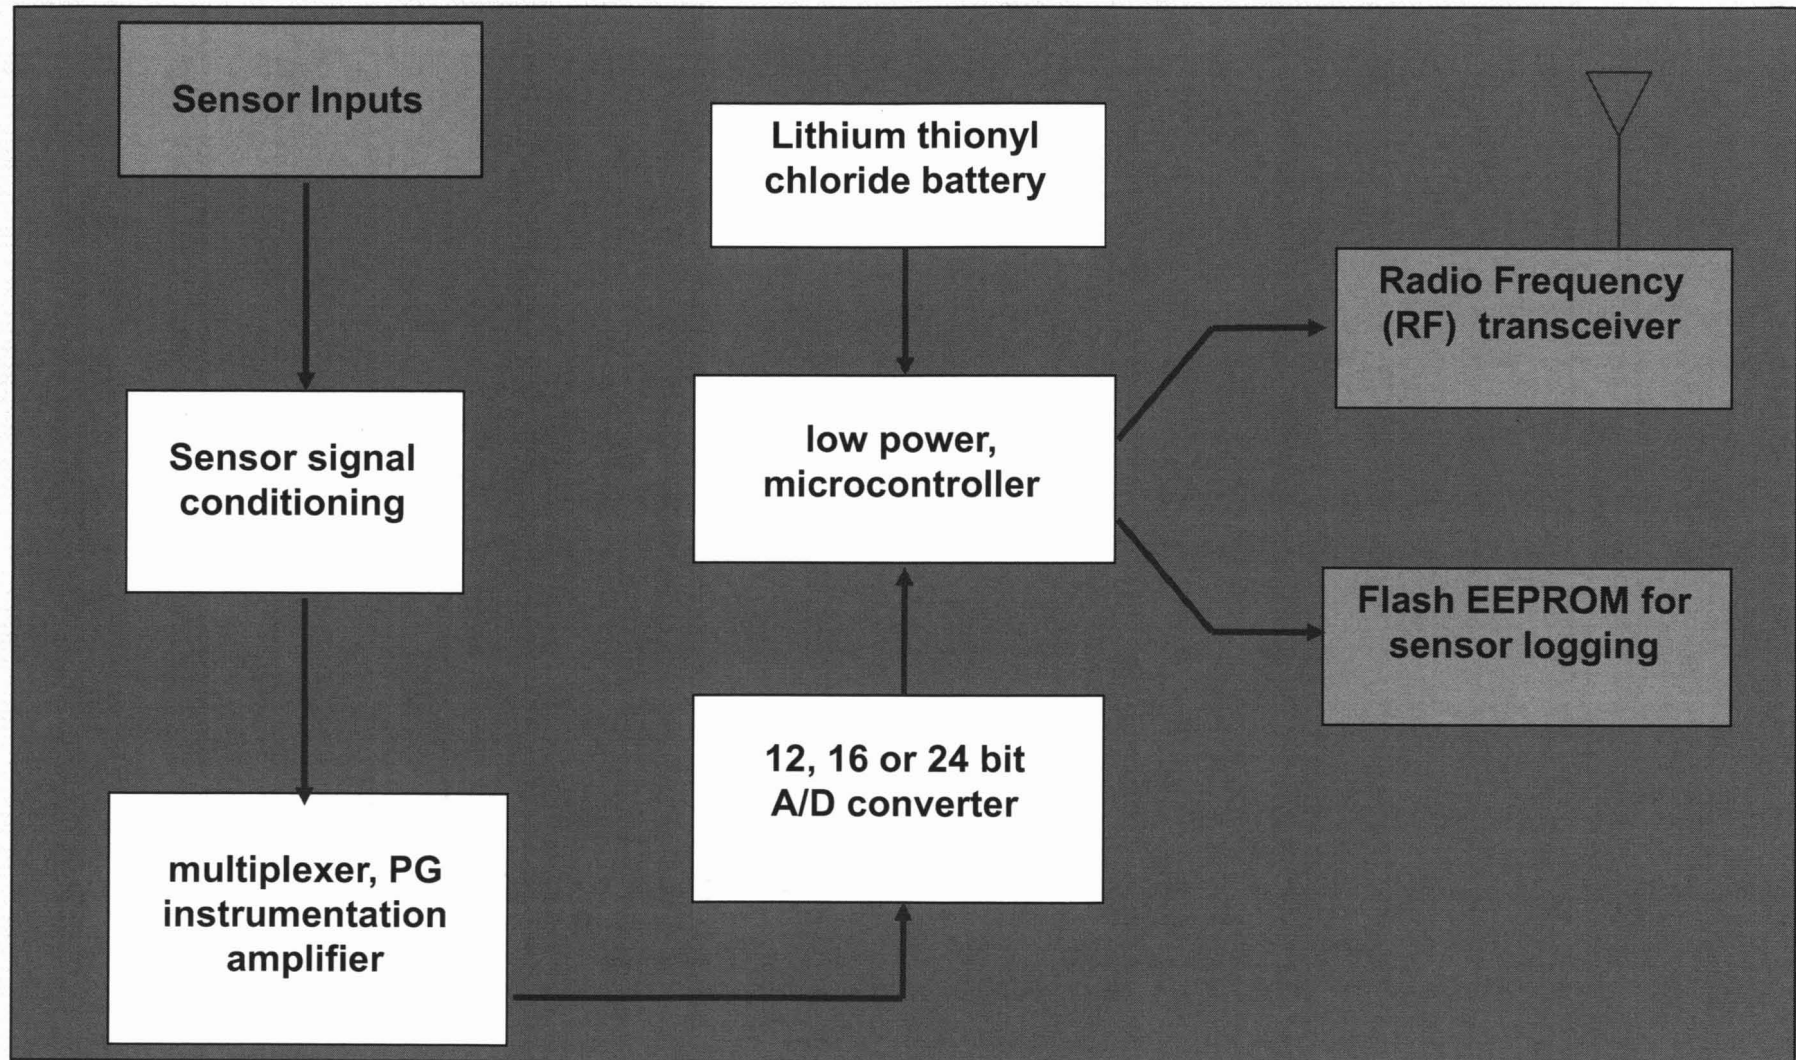 Sensor Inputs
Sensor signal
conditioning
multiplexer, PG
instrumentation
amplifier
Lithium thionyl
chloride battery
low power,
microcontroller
12, 16 or 24 bit
A/D converter
Radio Frequency
(RF) transceiver
Flash EEPROM for
sensor logging